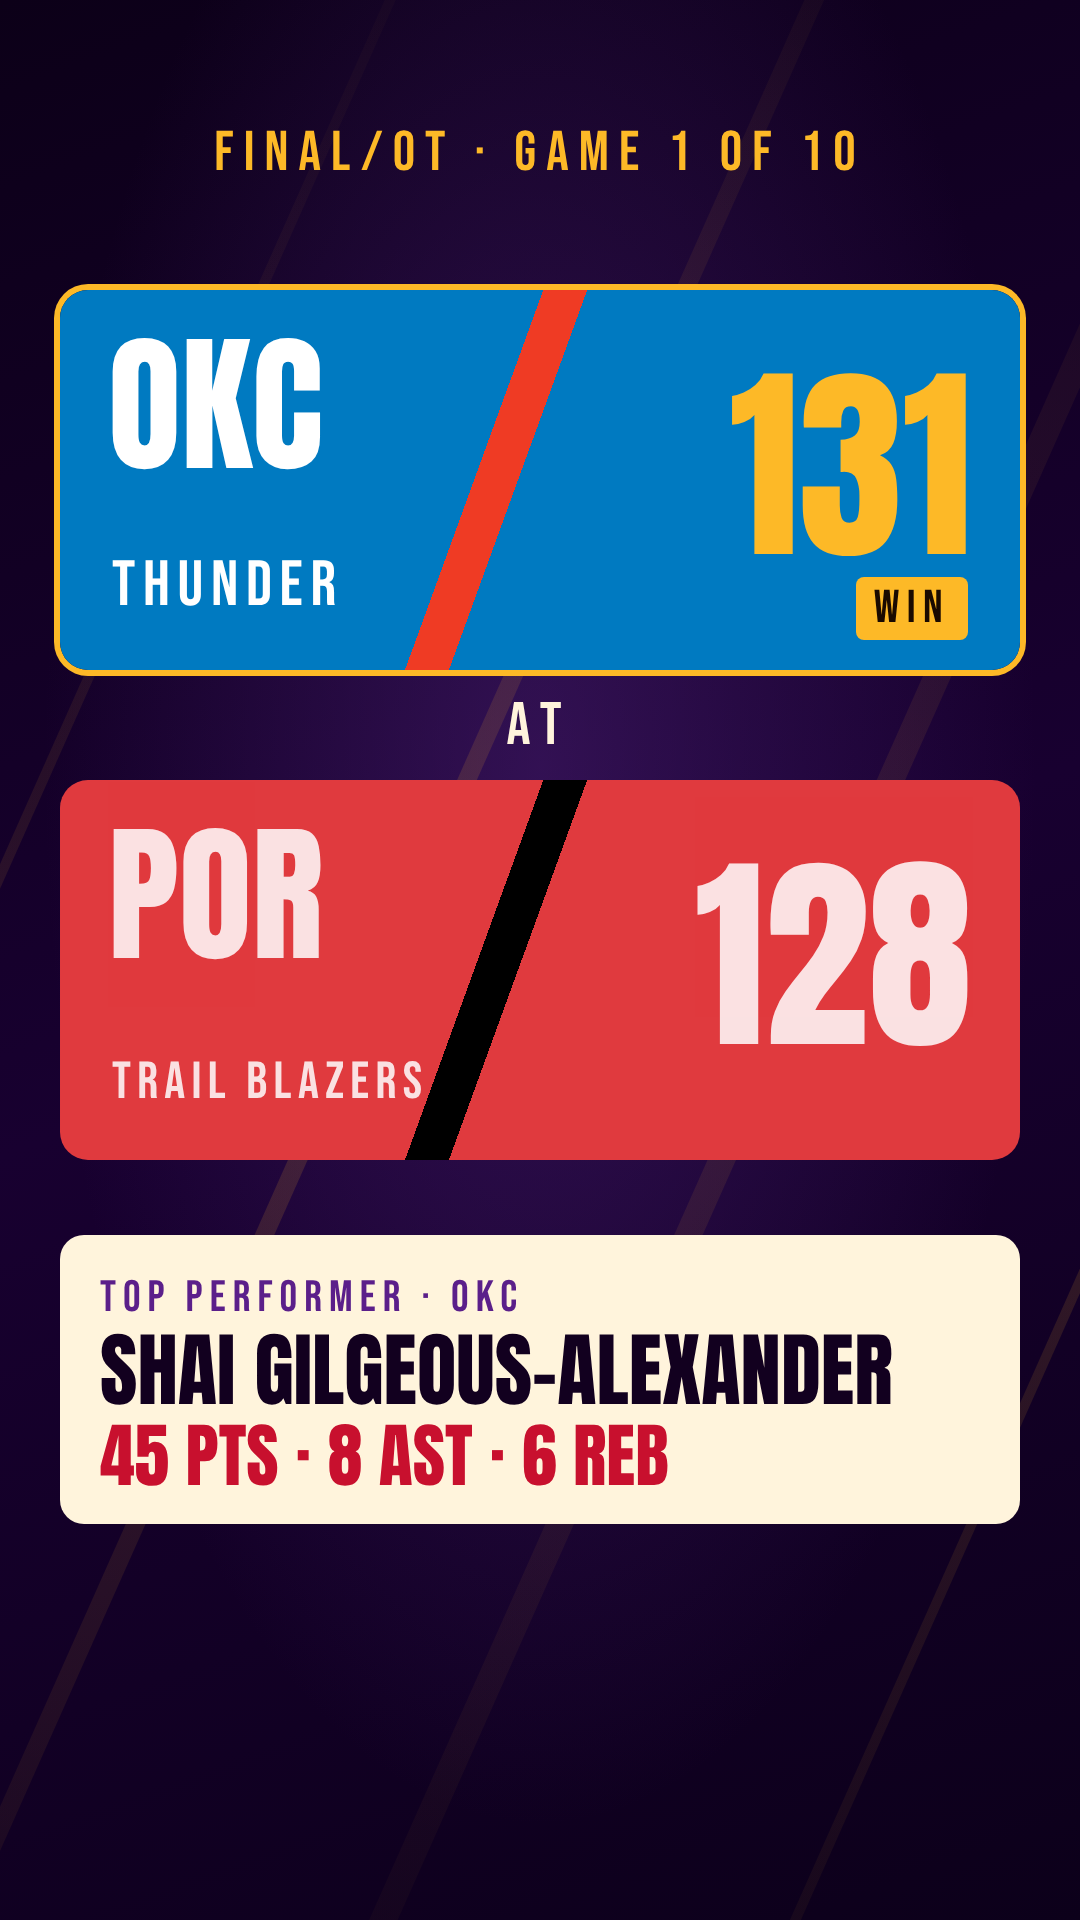 FINAL/OT · GAME 1 OF 10
OKC
131
THUNDER
WIN
AT
POR
128
TRAIL BLAZERS
TOP PERFORMER · OKC
SHAI GILGEOUS-ALEXANDER
45 PTS · 8 AST · 6 REB